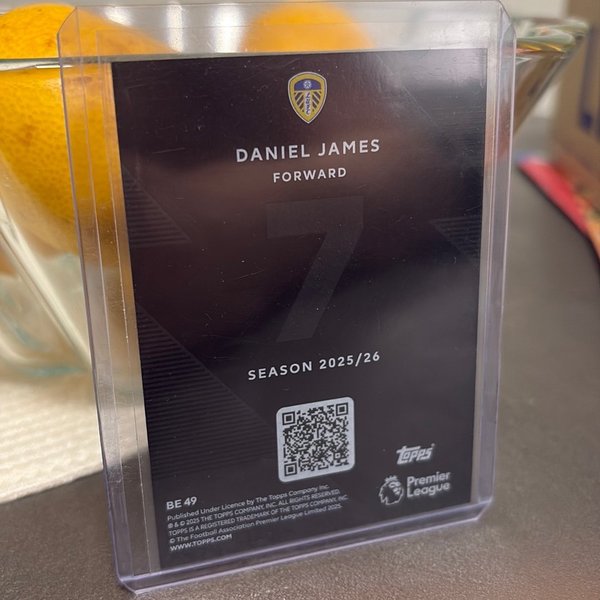 DANIEL JAMES
FORWARD
7
SEASON 2025/26
topps
Premier
League
BE 49
Published Under Licence by The Topps Company Inc.
® & © 2025 THE TOPPS COMPANY, INC. ALL RIGHTS RESERVED.
TOPPS IS A REGISTERED TRADEMARK OF THE TOPPS COMPANY, INC.
© The Football Association Premier League Limited 2025.
WWW.TOPPS.COM